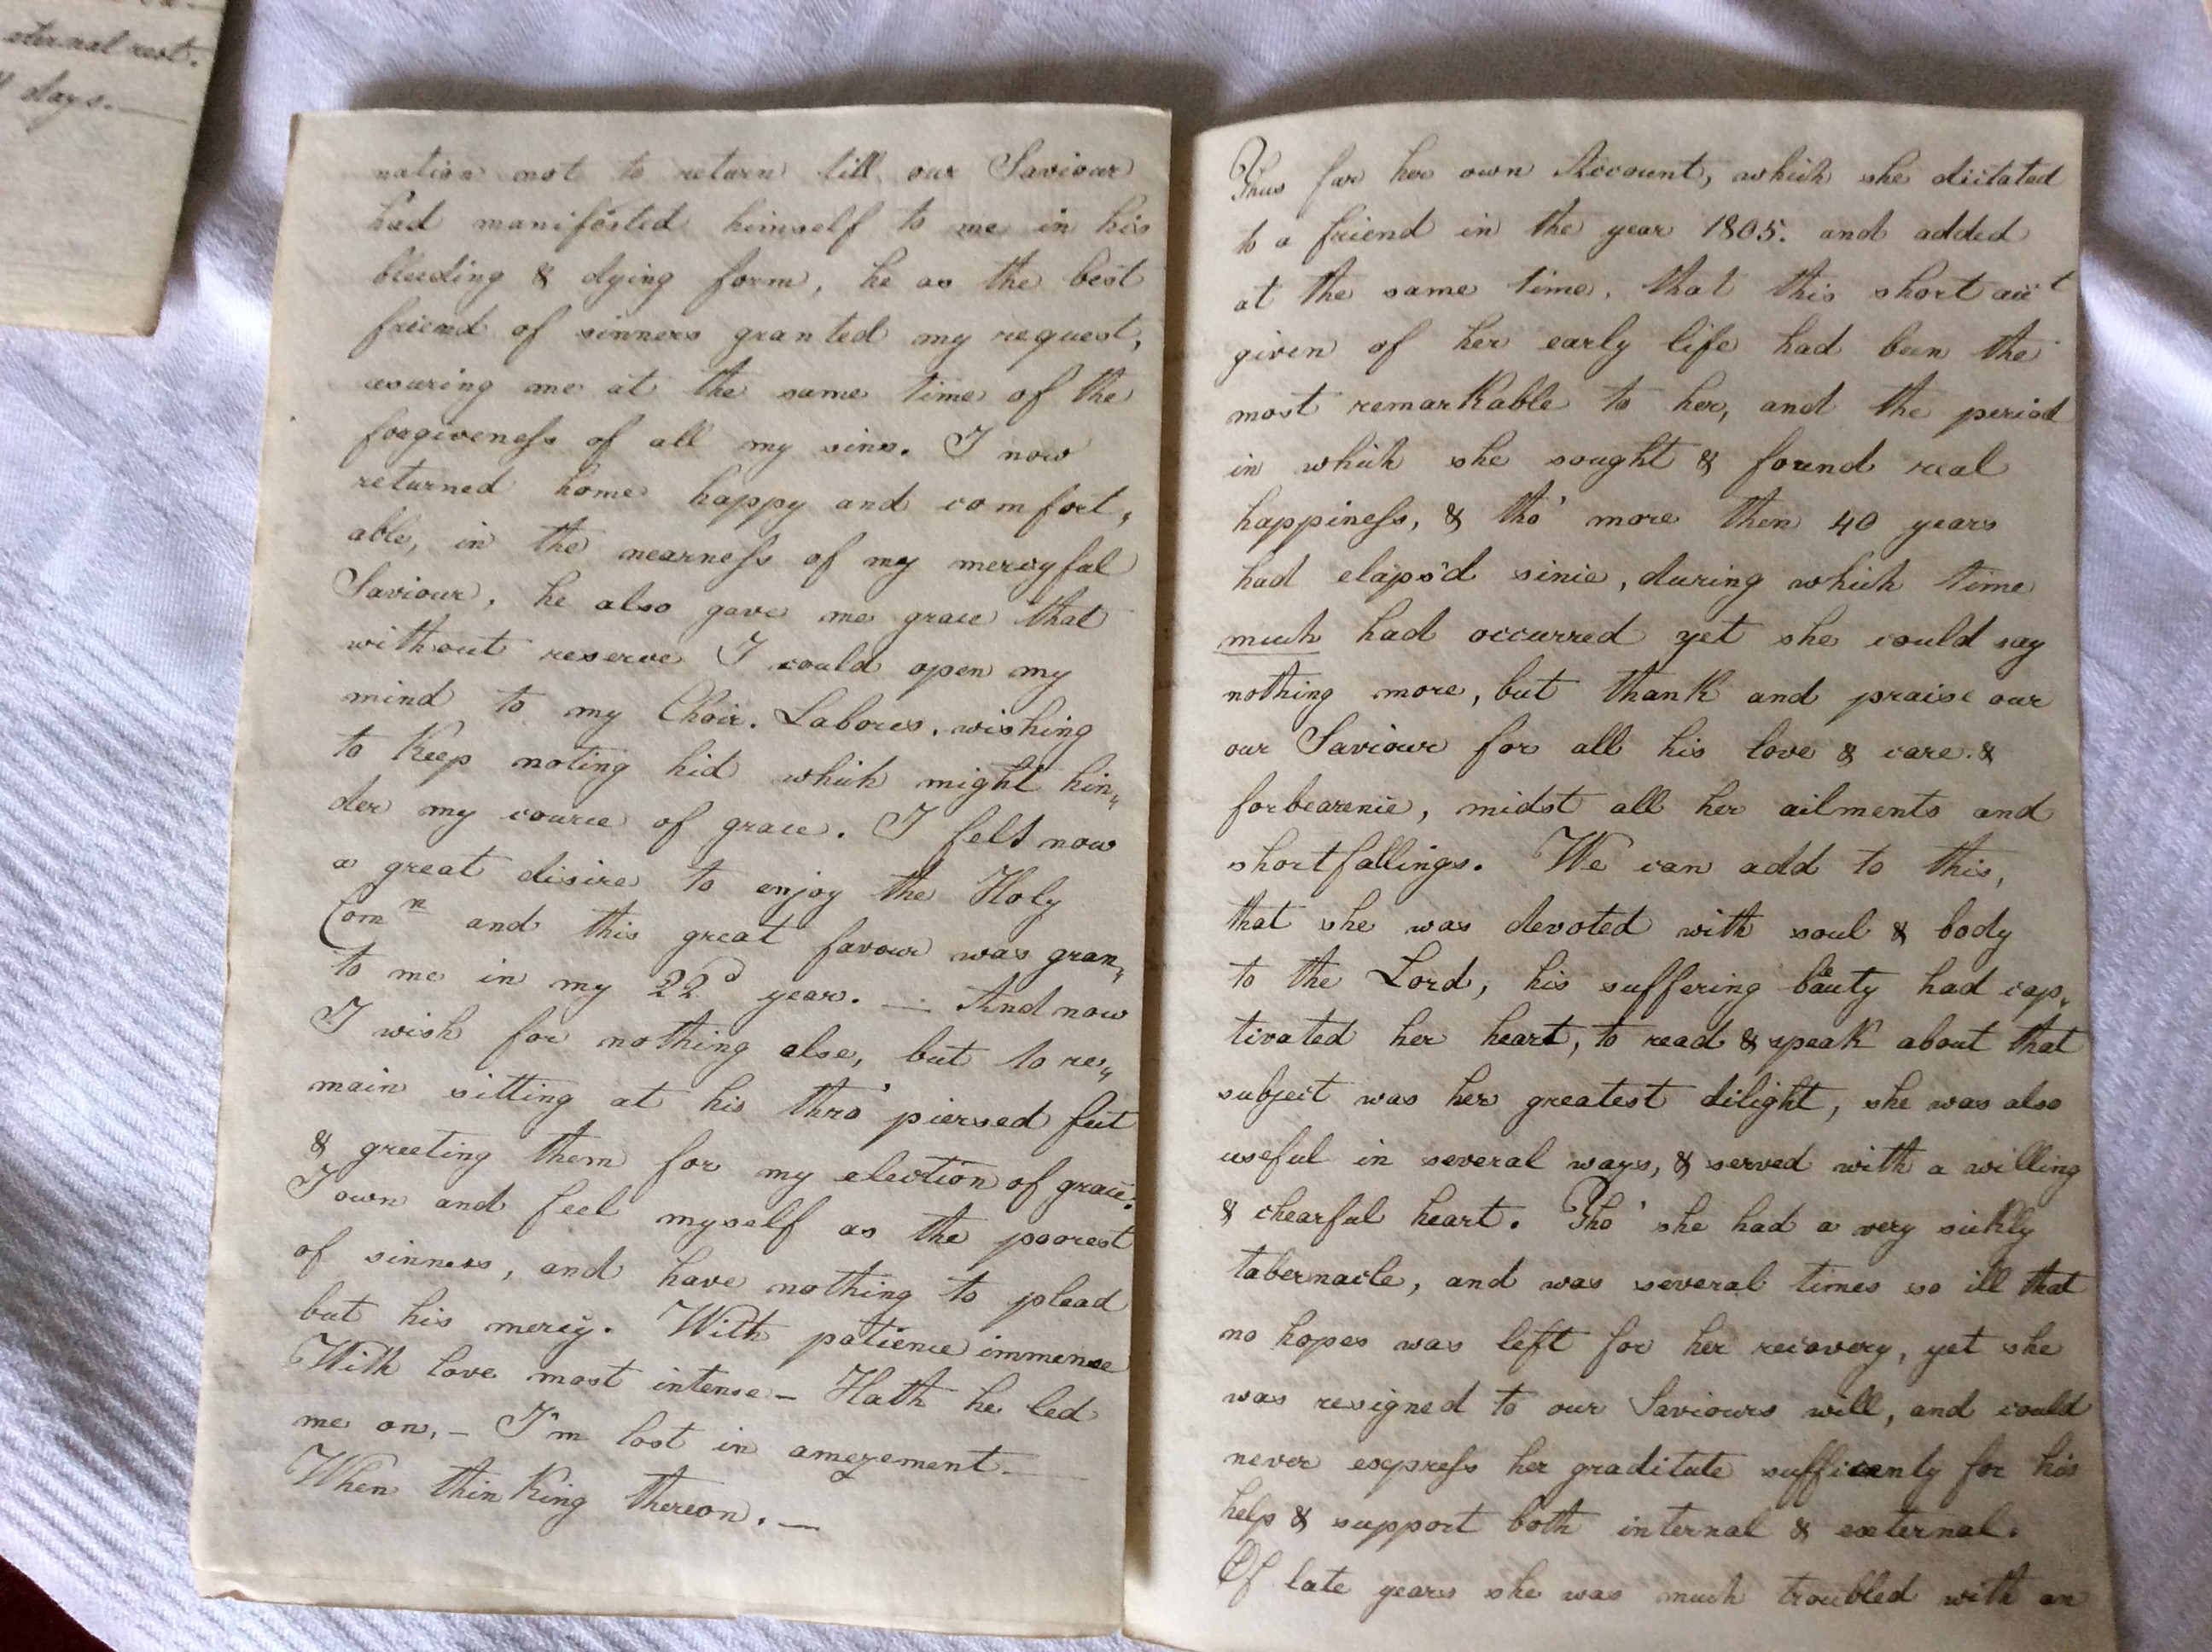 eternal rest.
days.—
nation not to return till our Saviour
had manifested himself to me in his
bleeding & dying form, he as the best
friend of sinners granted my request,
asuring me at the same time of the
forgiveness of all my sins. I now
returned home happy and comfort„
able, in the nearness of my mercyful
Saviour, he also gave me grace that
without reserve I could open my
mind to my Choir. Labores, wishing
to Keep noting hid which might hin„
der my cource of grace. I felt now
a great disire to enjoy the Holy
Comⁿ and this great favour was gran„
to me in my 22ᵈ year. — And now
I wish for nothing else, but to re„
main sitting at his thro' piersed feet
& greeting them for my election of grace.
I own and feel myself as the poorest
of sinners, and have nothing to plead
but his mercy. With patience immense
With love most intense — Hath he led
me on, — I'm lost in amezement. —
When thinking thereon. —
Thus far her own Account, which she dictated
to a friend in the year 1805. and added
at the same time, that this short accᵗ
given of her early life had been the
most remarkable to her, and the period
in which she sought & found real
happiness, & tho' more then 40 years
had elaps'd since, during which time
much had occurred yet she could say
nothing more, but thank and praise our
our Saviour for all his love & care. &
forbearence, midst all her ailments and
shortfallings. We can add to this,
that she was devoted with soul & body
to the Lord, his suffering beauty had cap„
tivated her heart, to read & speak about that
subject was her greatest dilight, she was also
useful in several ways, & served with a willing
& chearful heart. Tho' she had a very sickly
tabernacle, and was several times so ill that
no hopes was left for her recovery, yet she
was resigned to our Saviours will, and could
never express her graditute sufficently for his
help & support both internal & external.
Of late years she was much troubled with an